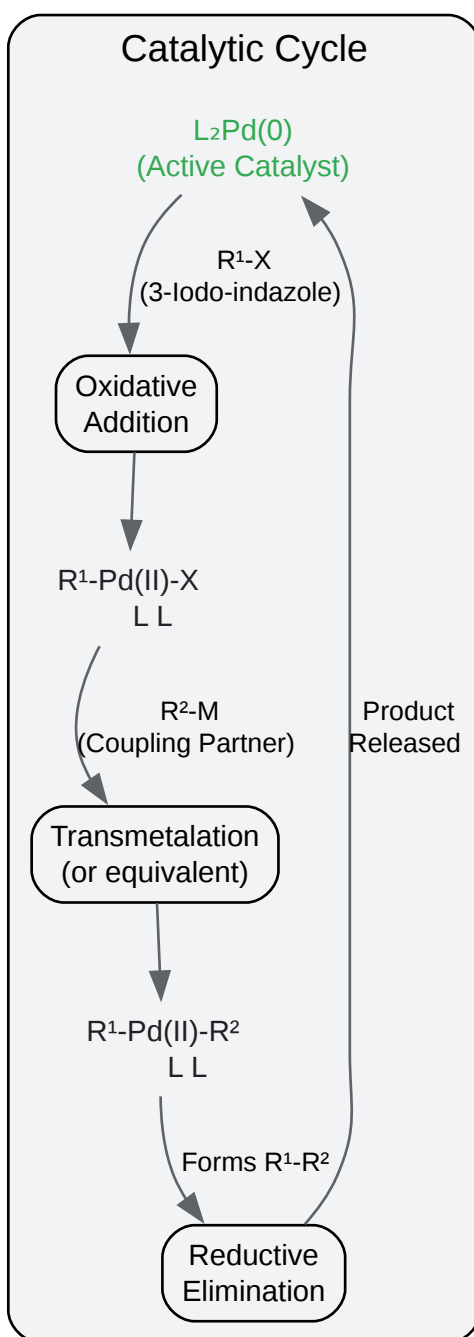 Catalytic Cycle
L₂Pd(0)
(Active Catalyst)
R¹-X
(3-Iodo-indazole)
Oxidative
Addition
R¹-Pd(II)-X
L L
R²-M
(Coupling Partner)
Product
Released
Transmetalation
(or equivalent)
R¹-Pd(II)-R²
L L
Forms R¹-R²
Reductive
Elimination